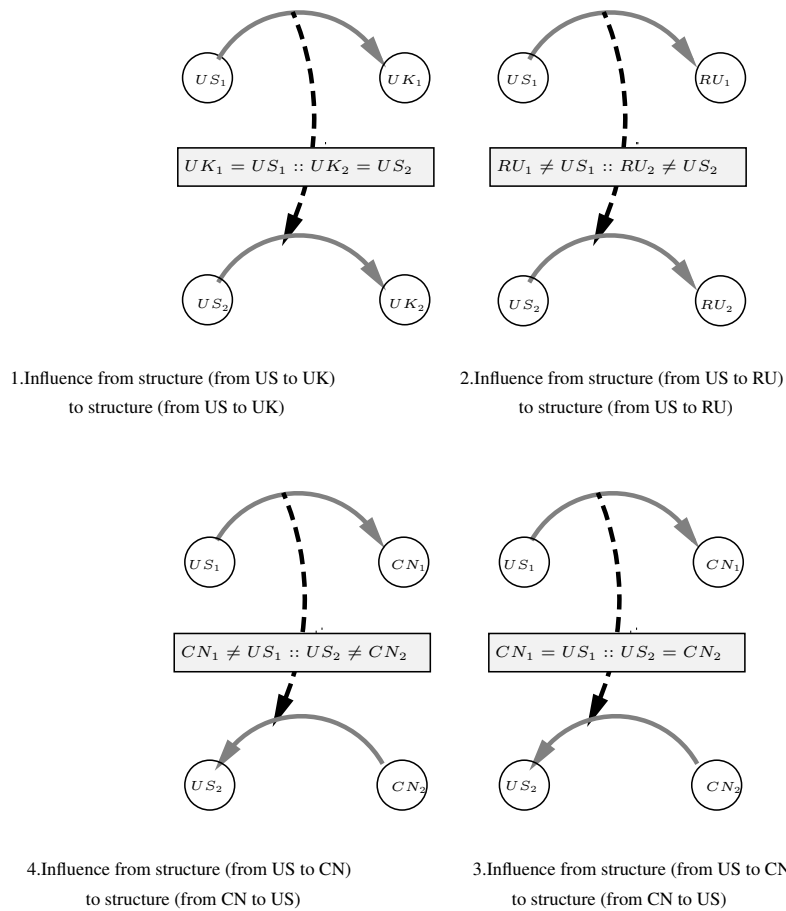 US₁ UK₁ US₁ RU₁
UK₁ = US₁ :: UK₂ = US₂
RU₁ ≠ US₁ :: RU₂ ≠ US₂
US₂ UK₂ US₂ RU₂
1.Influence from structure (from US to UK)
to structure (from US to UK)
2.Influence from structure (from US to RU)
to structure (from US to RU)
US₁ CN₁ US₁ CN₁
CN₁ ≠ US₁ :: US₂ ≠ CN₂
CN₁ = US₁ :: US₂ = CN₂
US₂ CN₂ US₂ CN₂
4.Influence from structure (from US to CN)
to structure (from CN to US)
3.Influence from structure (from US to CN
to structure (from CN to US)